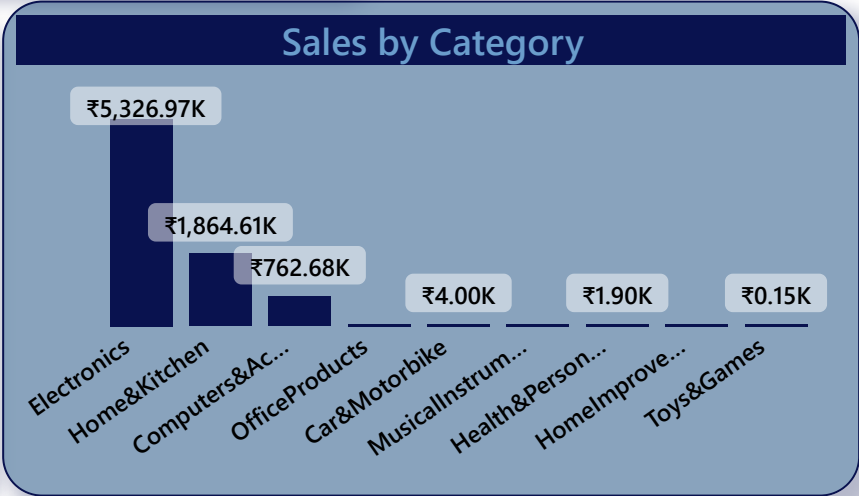 Sales by Category
₹5,326.97K
₹1,864.61K
₹762.68K
₹4.00K
₹1.90K
₹0.15K
Electronics
Home&Kitchen
Computers&Ac...
OfficeProducts
Car&Motorbike
MusicalInstrum...
Health&Person...
HomeImprove...
Toys&Games